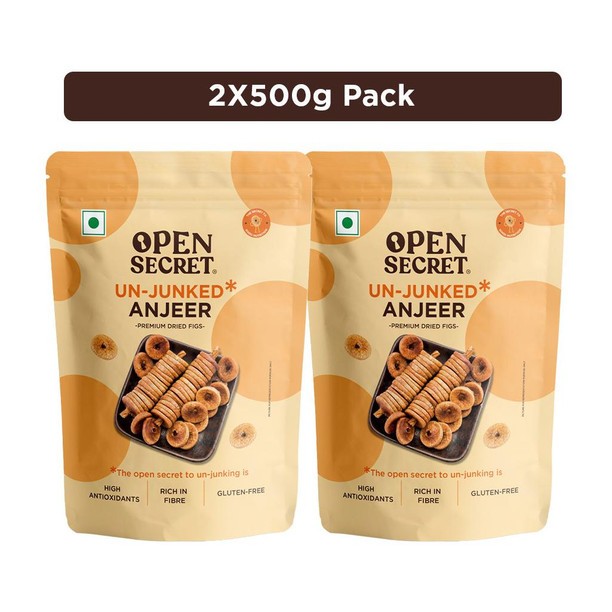 2X500g Pack
OPEN
SECRET®
UN-JUNKED*
ANJEER
-PREMIUM DRIED FIGS-
*The open secret to un-junking is
HIGH
ANTIOXIDANTS
RICH IN
FIBRE
GLUTEN-FREE
OPEN
SECRET®
UN-JUNKED*
ANJEER
-PREMIUM DRIED FIGS-
*The open secret to un-junking is
HIGH
ANTIOXIDANTS
RICH IN
FIBRE
GLUTEN-FREE